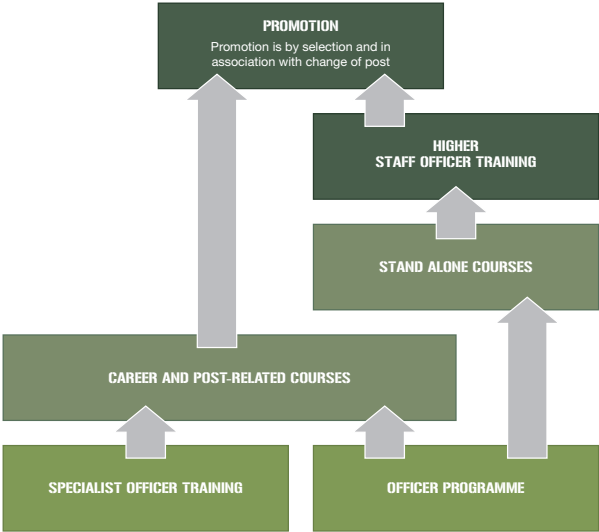 PROMOTION
Promotion is by selection and in
association with change of post
HIGHER
STAFF OFFICER TRAINING
STAND ALONE COURSES
CAREER AND POST-RELATED COURSES
SPECIALIST OFFICER TRAINING
OFFICER PROGRAMME